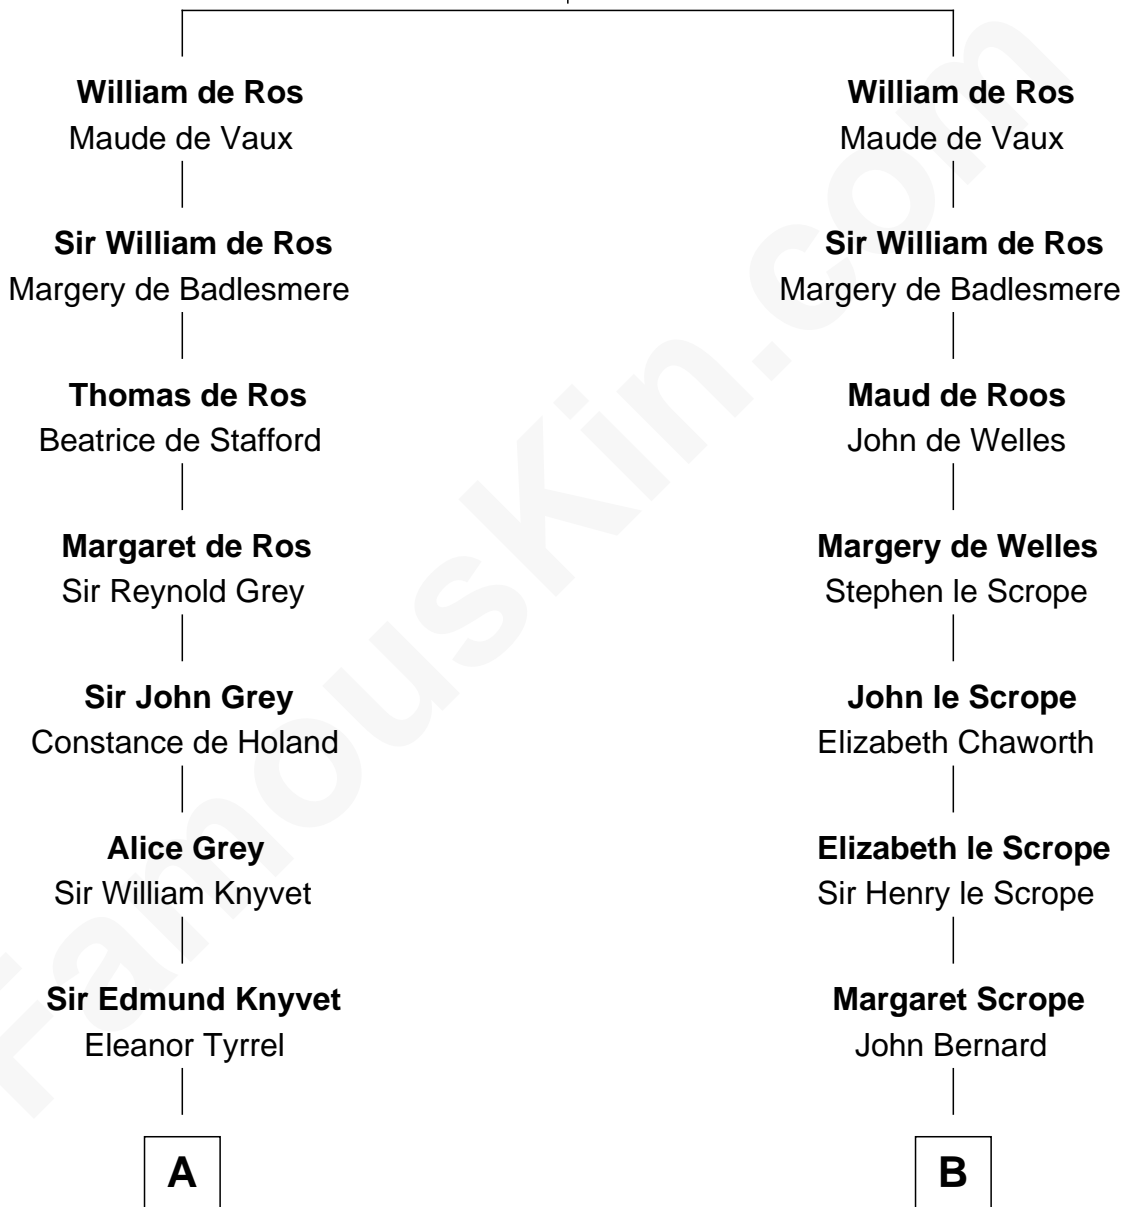 William de Ros
Maude de Vaux
Sir William de Ros
Margery de Badlesmere
Thomas de Ros
Beatrice de Stafford
Margaret de Ros
Sir Reynold Grey
Sir John Grey
Constance de Holand
Alice Grey
Sir William Knyvet
Sir Edmund Knyvet
Eleanor Tyrrel
A
William de Ros
Maude de Vaux
Sir William de Ros
Margery de Badlesmere
Maud de Roos
John de Welles
Margery de Welles
Stephen le Scrope
John le Scrope
Elizabeth Chaworth
Elizabeth le Scrope
Sir Henry le Scrope
Margaret Scrope
John Bernard
B
FamousKin.com